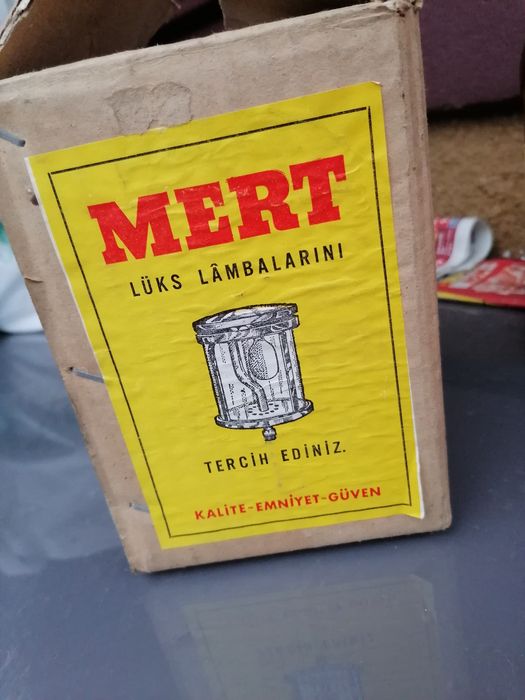 MERT
LÜKS LÂMBALARINI
TERCİH EDİNİZ.
KALİTE-EMNİYET-GÜVEN